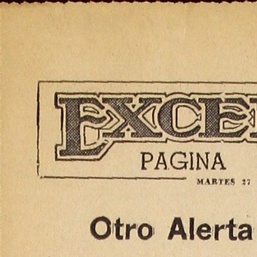 EXCE
PAGINA
MARTES 27
Otro Alerta